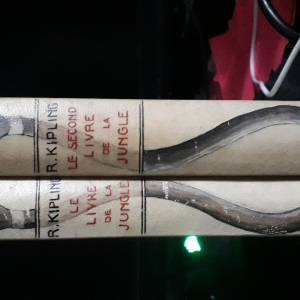 R. KIPLING
LE SECOND
LIVRE
DE LA
JUNGLE
R. KIPLING
LE
LIVRE
DE LA
JUNGLE